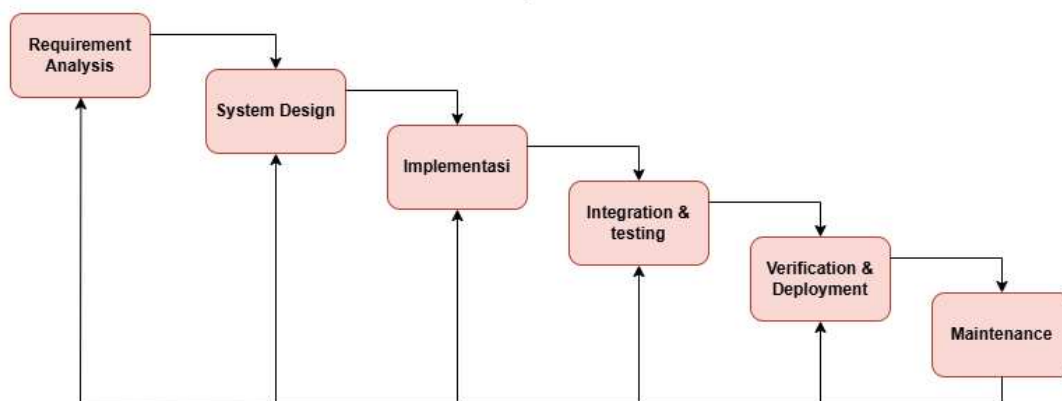 Requirement
Analysis
System Design
Implementasi
Integration &
testing
Verification &
Deployment
Maintenance